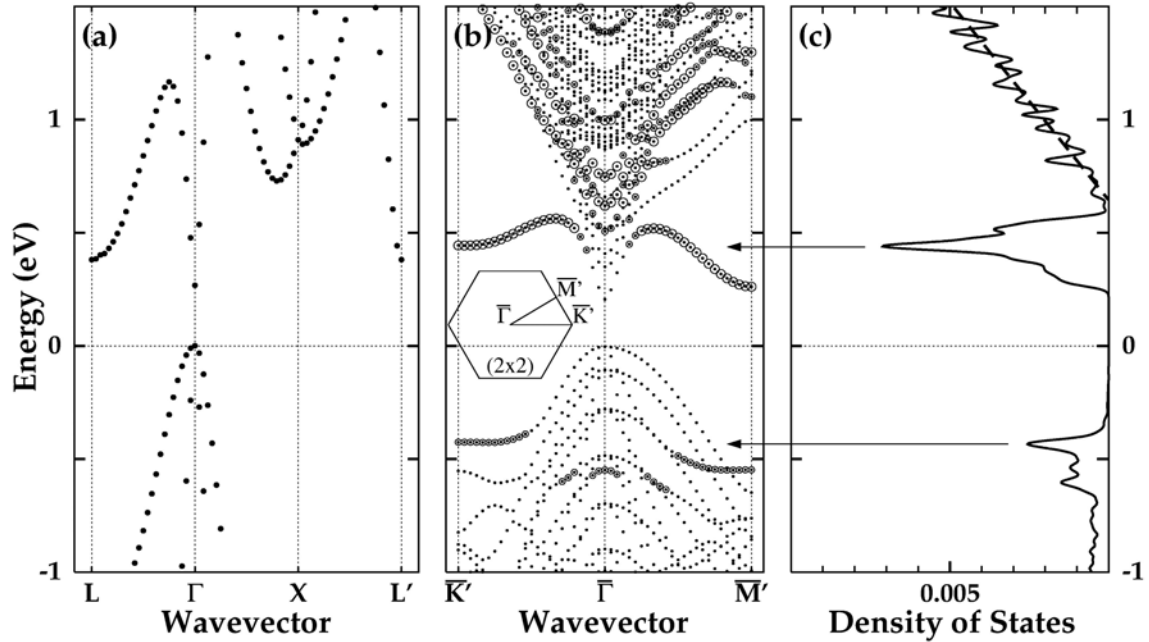 (a)
(b)
(c)
Energy (eV)
1
0
-1
L Γ X L'
Wavevector
Γ̅
M̅'
K̅'
(2x2)
K̅' Γ̅ M̅'
Wavevector
1
0
-1
0.005
Density of States